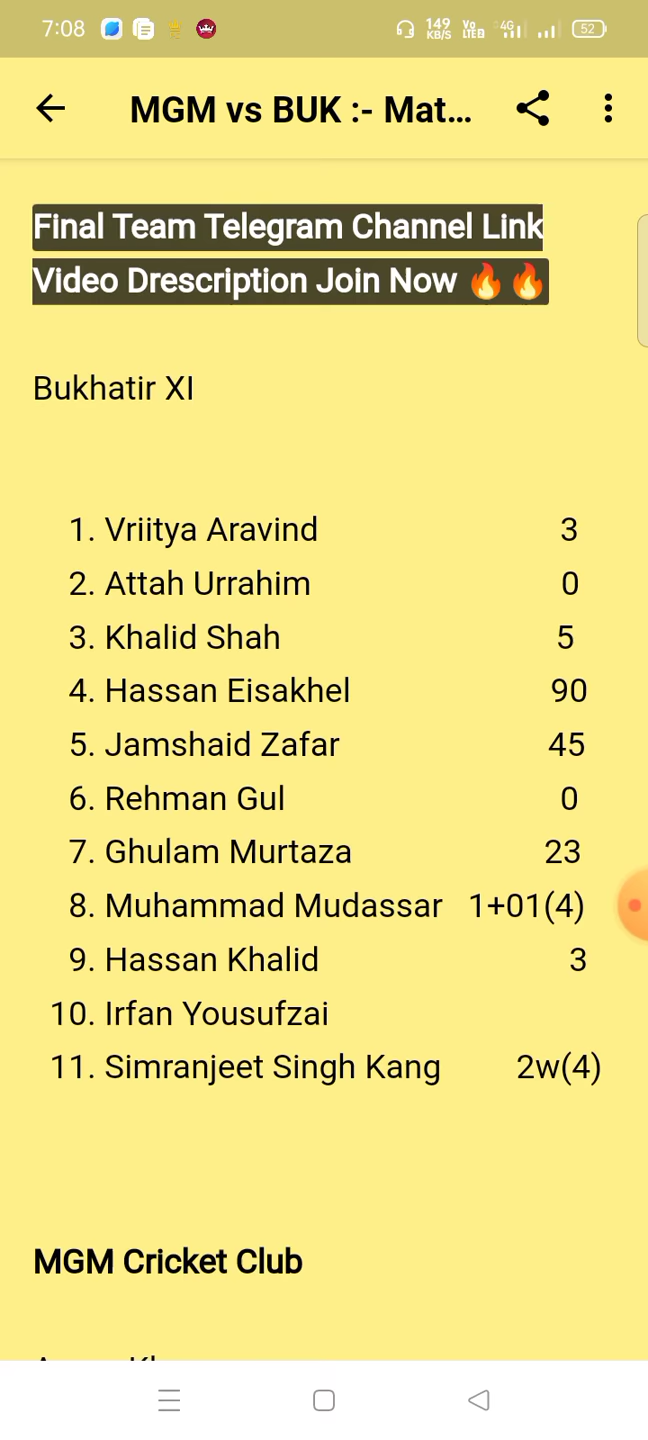 7:08 149 KB/S Vo LTEB 4G 52
MGM vs BUK :- Mat...
Final Team Telegram Channel Link
Video Drescription Join Now 🔥🔥
Bukhatir XI
1. Vriitya Aravind 3
2. Attah Urrahim 0
3. Khalid Shah 5
4. Hassan Eisakhel 90
5. Jamshaid Zafar 45
6. Rehman Gul 0
7. Ghulam Murtaza 23
8. Muhammad Mudassar 1+01(4)
9. Hassan Khalid 3
10. Irfan Yousufzai
11. Simranjeet Singh Kang 2w(4)
MGM Cricket Club